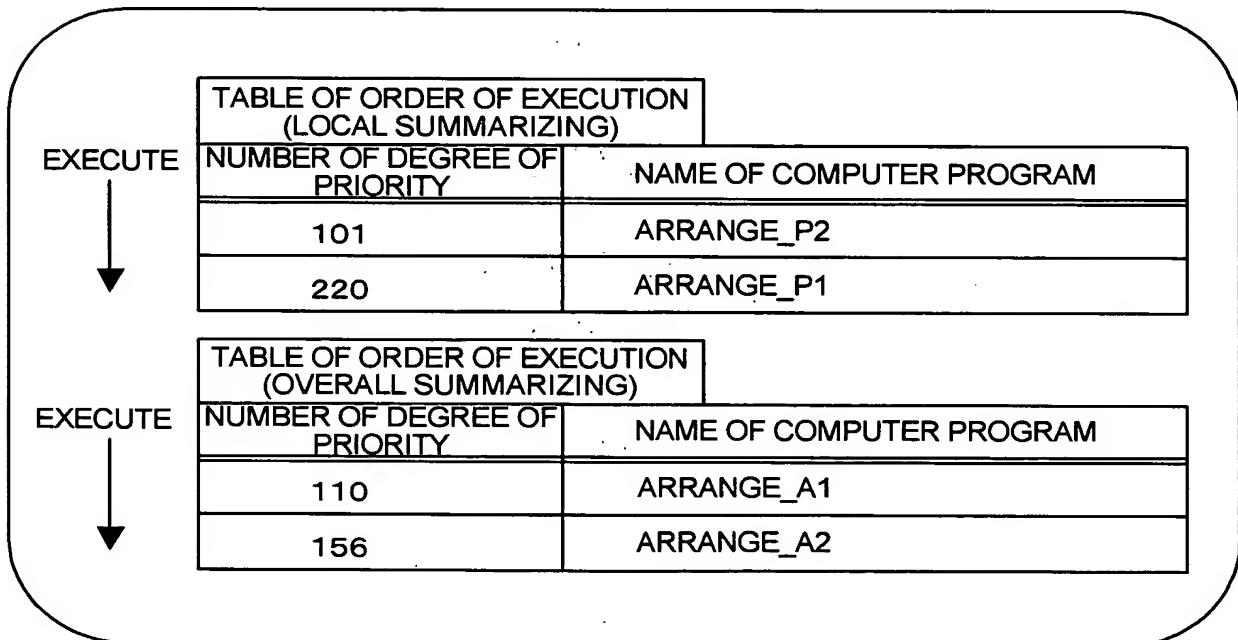 TABLE OF ORDER OF EXECUTION
(LOCAL SUMMARIZING)
EXECUTE
NUMBER OF DEGREE OF
PRIORITY
NAME OF COMPUTER PROGRAM
101
ARRANGE_P2
220
ARRANGE_P1
TABLE OF ORDER OF EXECUTION
(OVERALL SUMMARIZING)
EXECUTE
NUMBER OF DEGREE OF
PRIORITY
NAME OF COMPUTER PROGRAM
110
ARRANGE_A1
156
ARRANGE_A2